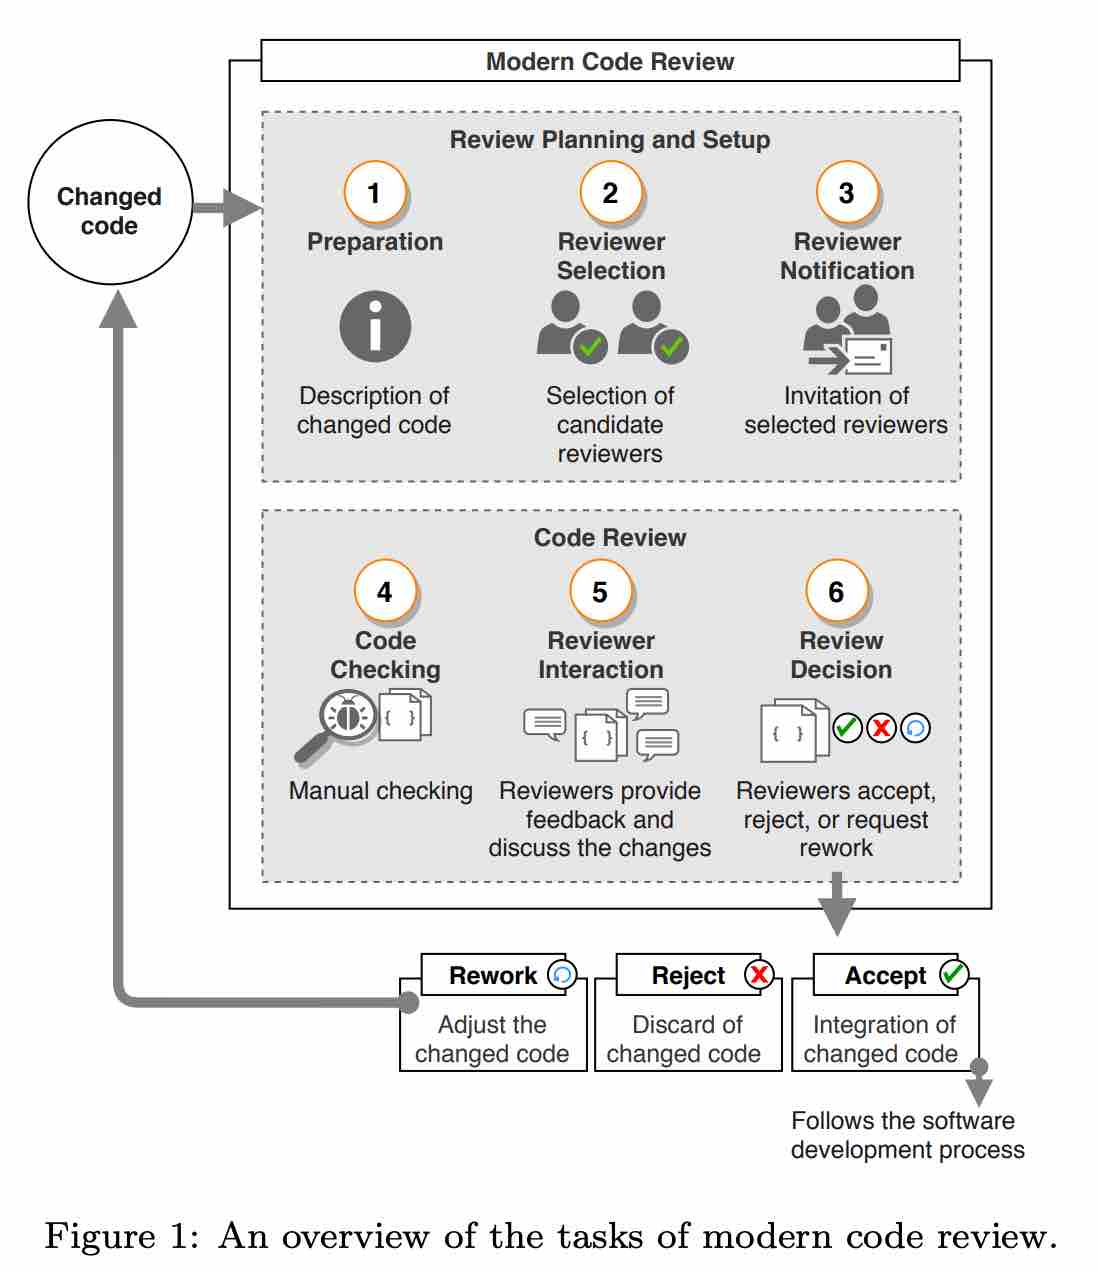 Modern Code Review
Review Planning and Setup
Changed
code
1
Preparation
Description of
changed code
2
Reviewer
Selection
Selection of
candidate
reviewers
3
Reviewer
Notification
Invitation of
selected reviewers
Code Review
4
Code
Checking
{ }
Manual checking
5
Reviewer
Interaction
{ }
Reviewers provide
feedback and
discuss the changes
6
Review
Decision
{ }
Reviewers accept,
reject, or request
rework
Rework
Adjust the
changed code
Reject
Discard of
changed code
Accept
Integration of
changed code
Follows the software
development process
Figure 1: An overview of the tasks of modern code review.